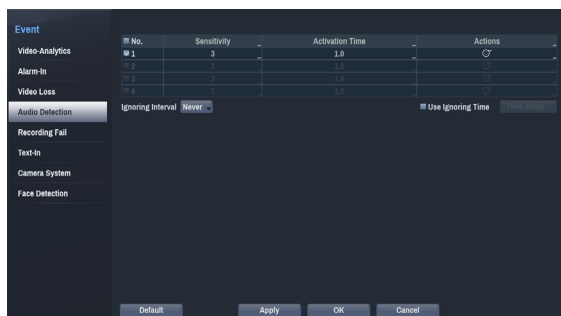 Event
Video-Analytics
Alarm-In
Video Loss
Audio Detection
Recording Fail
Text-In
Camera System
Face Detection
No. Sensitivity Activation Time Actions
1 3 1.0
2 3 1.0
3 3 1.0
4 3 1.0
Ignoring Interval Never Use Ignoring Time Time Setup...
Default Apply OK Cancel